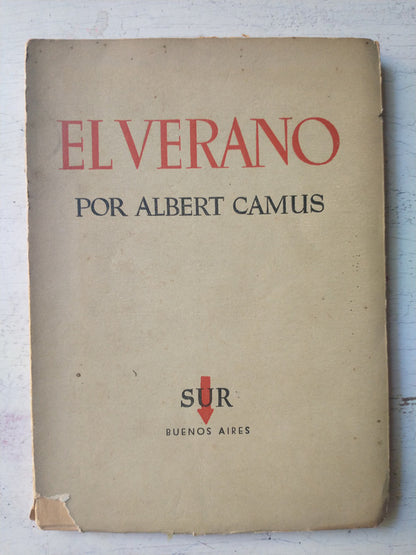 EL VERANO
POR ALBERT CAMUS
SUR
BUENOS AIRES